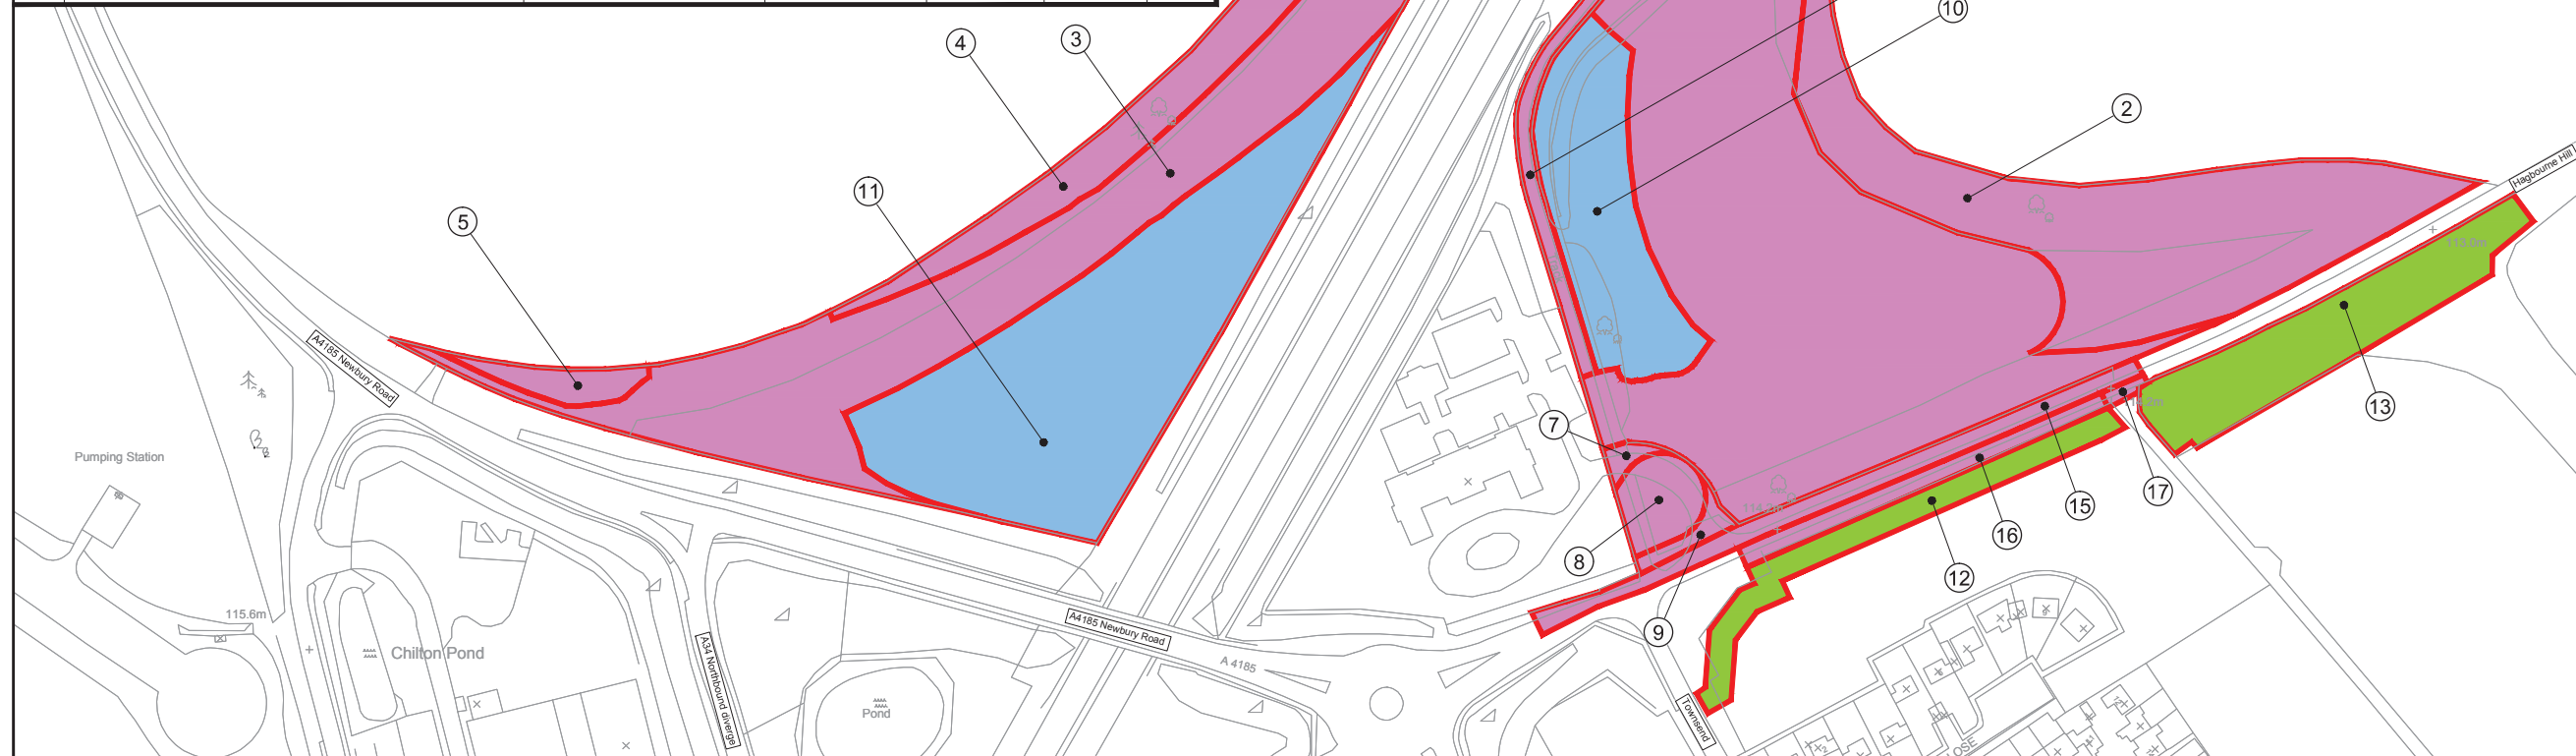 10
4
3
2
Hagbourne Hill
11
5
113.0m
A4185 Newbury Road
13
7
17
15
Pumping Station
16
8
12
115.6m
9
A4185 Newbury Road
Chilton Pond
A 4185
A34 Northbound diverge
Pond
Townsend
OSE